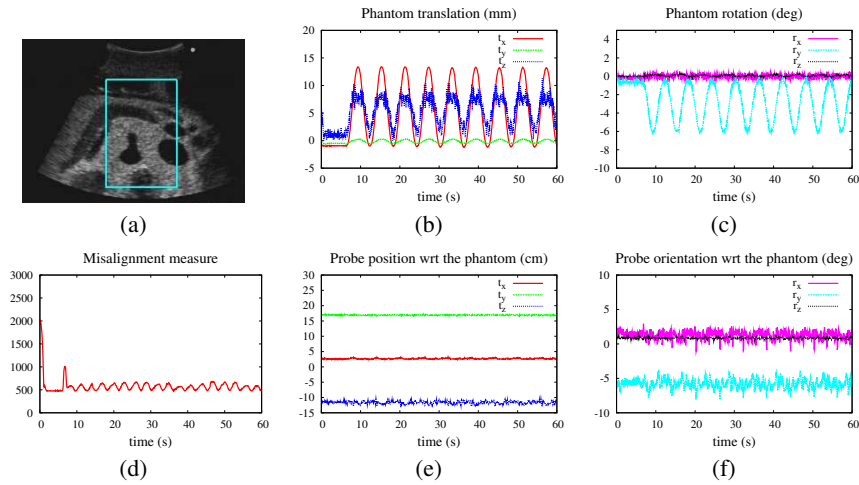 Phantom translation (mm)
20
15
10
5
0
-5
t_x
t_y
t_z
0 10 20 30 40 50 60
time (s)
Phantom rotation (deg)
4
2
0
-2
-4
-6
-8
-10
r_x
r_y
r_z
0 10 20 30 40 50 60
time (s)
(a)
(b)
(c)
Misalignment measure
3000
2500
2000
1500
1000
500
0
0 10 20 30 40 50 60
time (s)
Probe position wrt the phantom (cm)
30
25
20
15
10
5
0
-5
-10
-15
t_x
t_y
t_z
0 10 20 30 40 50 60
time (s)
Probe orientation wrt the phantom (deg)
10
5
0
-5
-10
r_x
r_y
r_z
0 10 20 30 40 50 60
time (s)
(d)
(e)
(f)